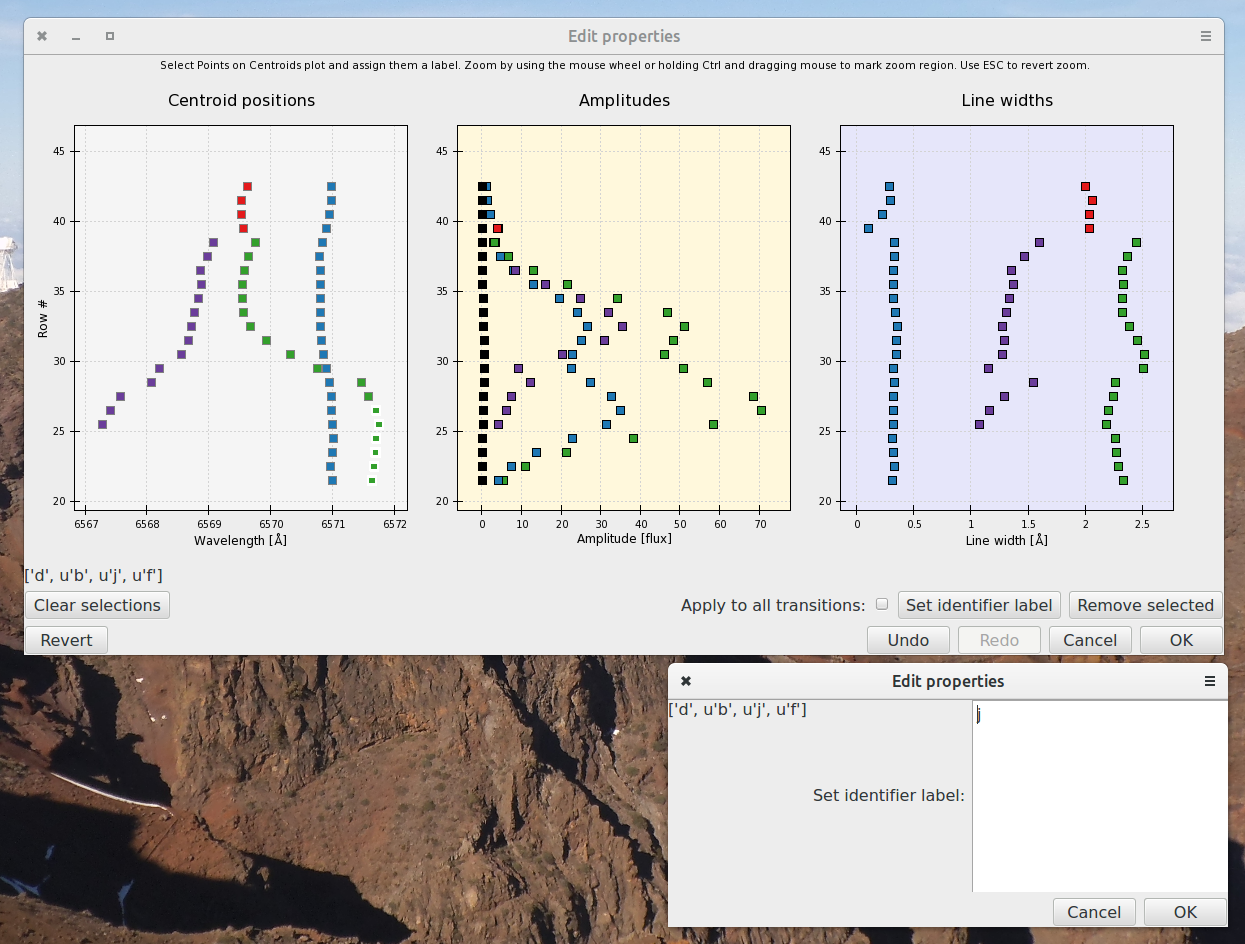 Edit properties
Select Points on Centroids plot and assign them a label. Zoom by using the mouse wheel or holding Ctrl and dragging mouse to mark zoom region. Use ESC to revert zoom.
Centroid positions
Amplitudes
Line widths
45
40
35
30
25
20
Row #
6567 6568 6569 6570 6571 6572
Wavelength [Å]
45
40
35
30
25
20
0 10 20 30 40 50 60 70
Amplitude [flux]
45
40
35
30
25
20
0 0.5 1 1.5 2 2.5
Line width [Å]
['d', u'b', u'j', u'f']
Clear selections
Apply to all transitions:
Set identifier label
Remove selected
Revert
Undo
Redo
Cancel
OK
Edit properties
['d', u'b', u'j', u'f']
j
Set identifier label:
Cancel
OK